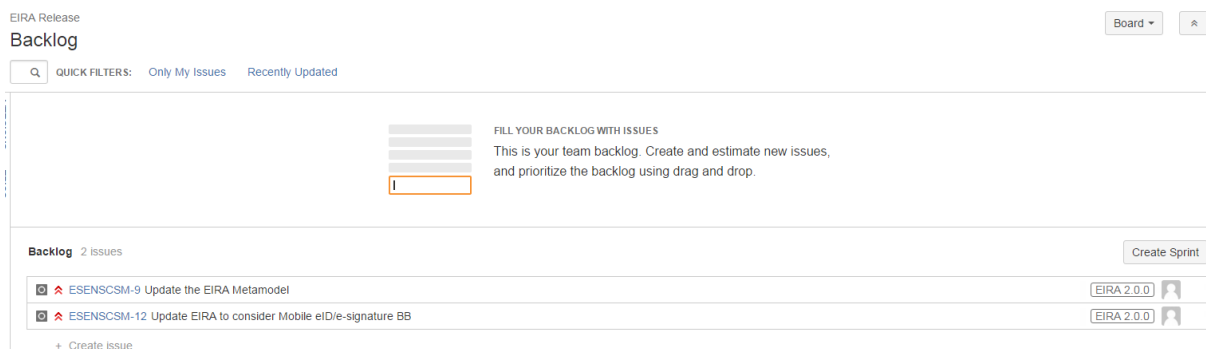 EIRA Release
Board
Backlog
QUICK FILTERS: Only My Issues Recently Updated
FILL YOUR BACKLOG WITH ISSUES
This is your team backlog. Create and estimate new issues,
and prioritize the backlog using drag and drop.
Backlog 2 issues
Create Sprint
ESENSCSM-9 Update the EIRA Metamodel EIRA 2.0.0
ESENSCSM-12 Update EIRA to consider Mobile eID/e-signature BB EIRA 2.0.0
+ Create issue